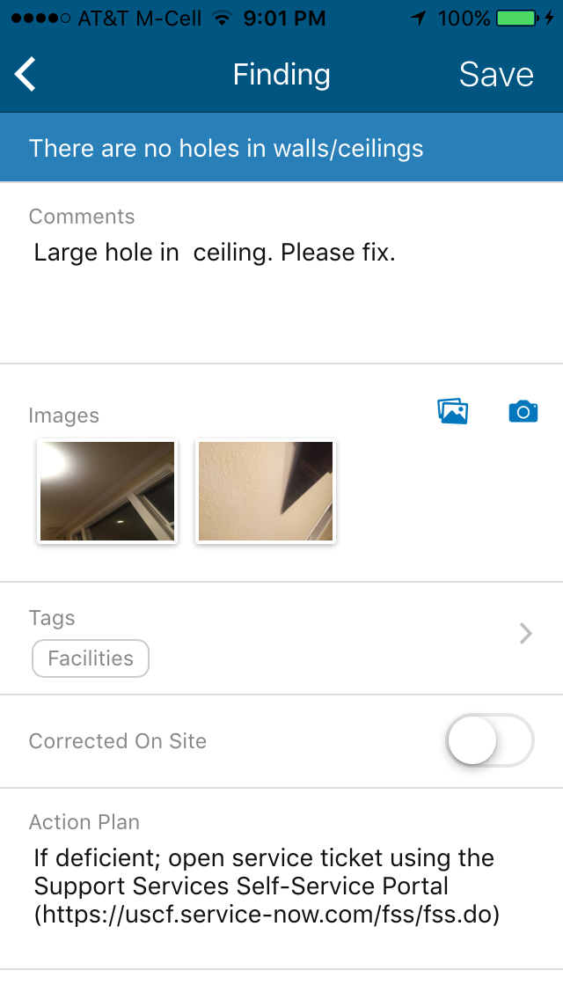 AT&T M-Cell 9:01 PM 100%
Finding Save
There are no holes in walls/ceilings
Comments
Large hole in  ceiling. Please fix.
Images
Tags
Facilities
Corrected On Site
Action Plan
If deficient; open service ticket using the
Support Services Self-Service Portal
(https://uscf.service-now.com/fss/fss.do)